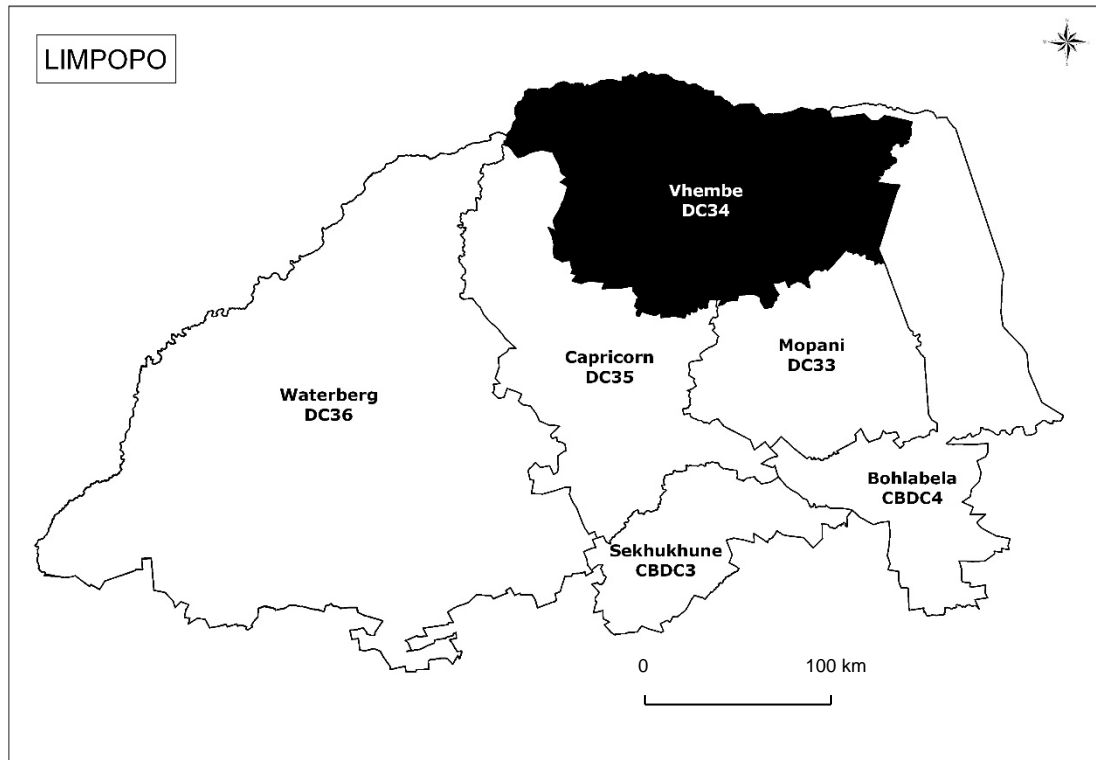 LIMPOPO
Vhembe
DC34
Mopani
DC33
Capricorn
DC35
Waterberg
DC36
Bohlabela
CBDC4
Sekhukhune
CBDC3
0 100 km